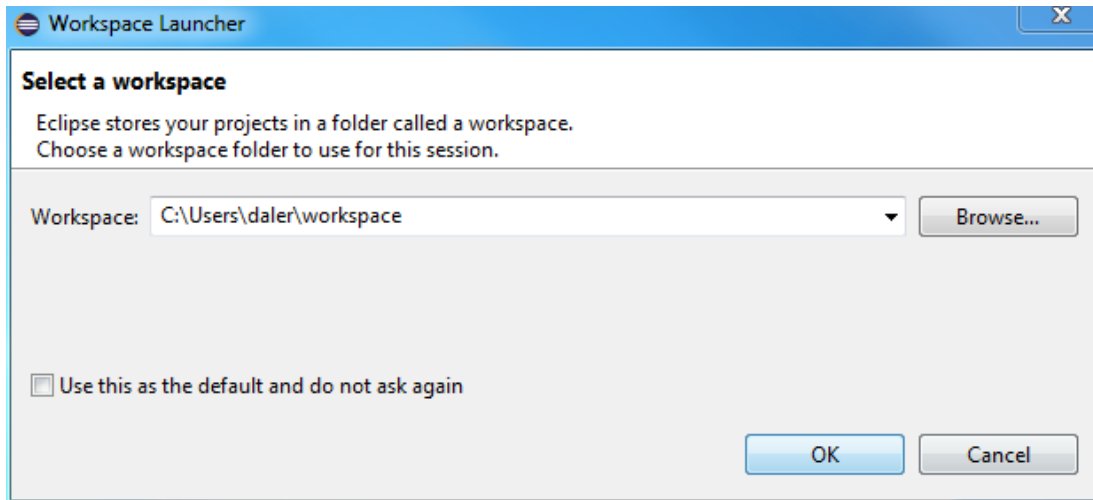 Workspace Launcher
Select a workspace
Eclipse stores your projects in a folder called a workspace.
Choose a workspace folder to use for this session.
Workspace: C:\Users\daler\workspace Browse...
Use this as the default and do not ask again
OK Cancel